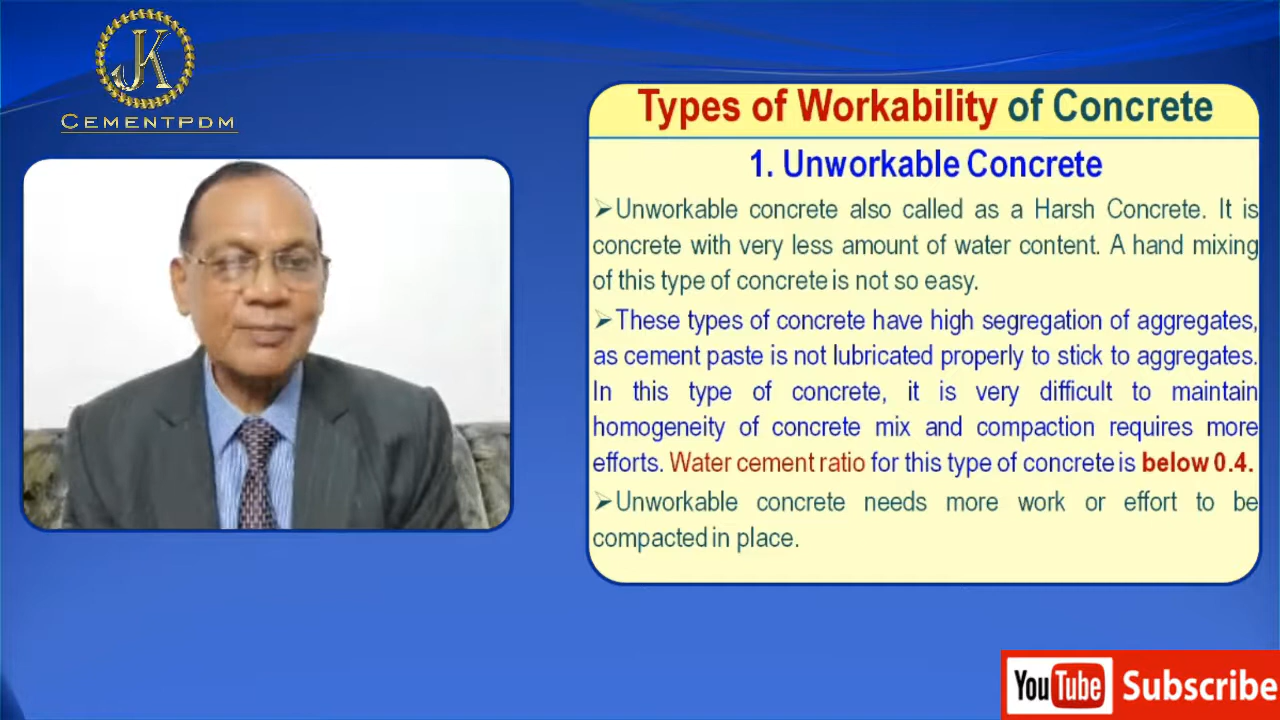 JK
CEMENTPDM
Types of Workability of Concrete
1. Unworkable Concrete
➢Unworkable concrete also called as a Harsh Concrete. It is
concrete with very less amount of water content. A hand mixing
of this type of concrete is not so easy.
➢These types of concrete have high segregation of aggregates,
as cement paste is not lubricated properly to stick to aggregates.
In this type of concrete, it is very difficult to maintain
homogeneity of concrete mix and compaction requires more
efforts. Water cement ratio for this type of concrete is below 0.4.
➢Unworkable concrete needs more work or effort to be
compacted in place.
YouTube Subscribe